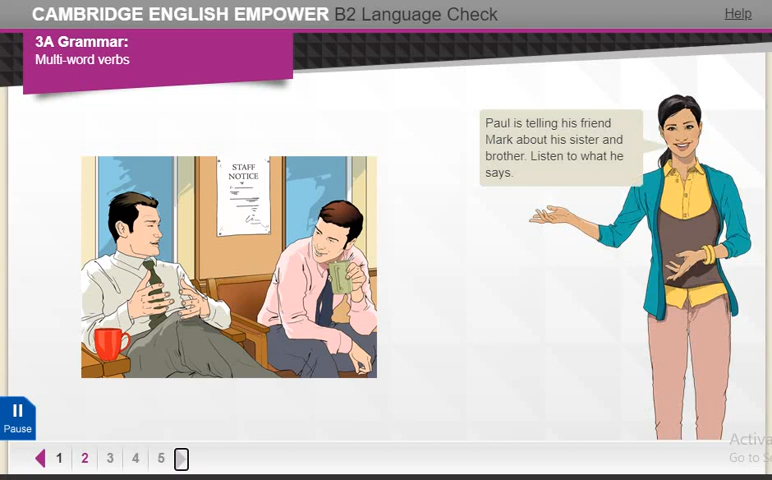 CAMBRIDGE ENGLISH EMPOWER B2 Language Check
Help
3A Grammar:
Multi-word verbs
Paul is telling his friend
Mark about his sister and
brother. Listen to what he
says.
STAFF
NOTICE
Pause
1 2 3 4 5
Activa
Go to S